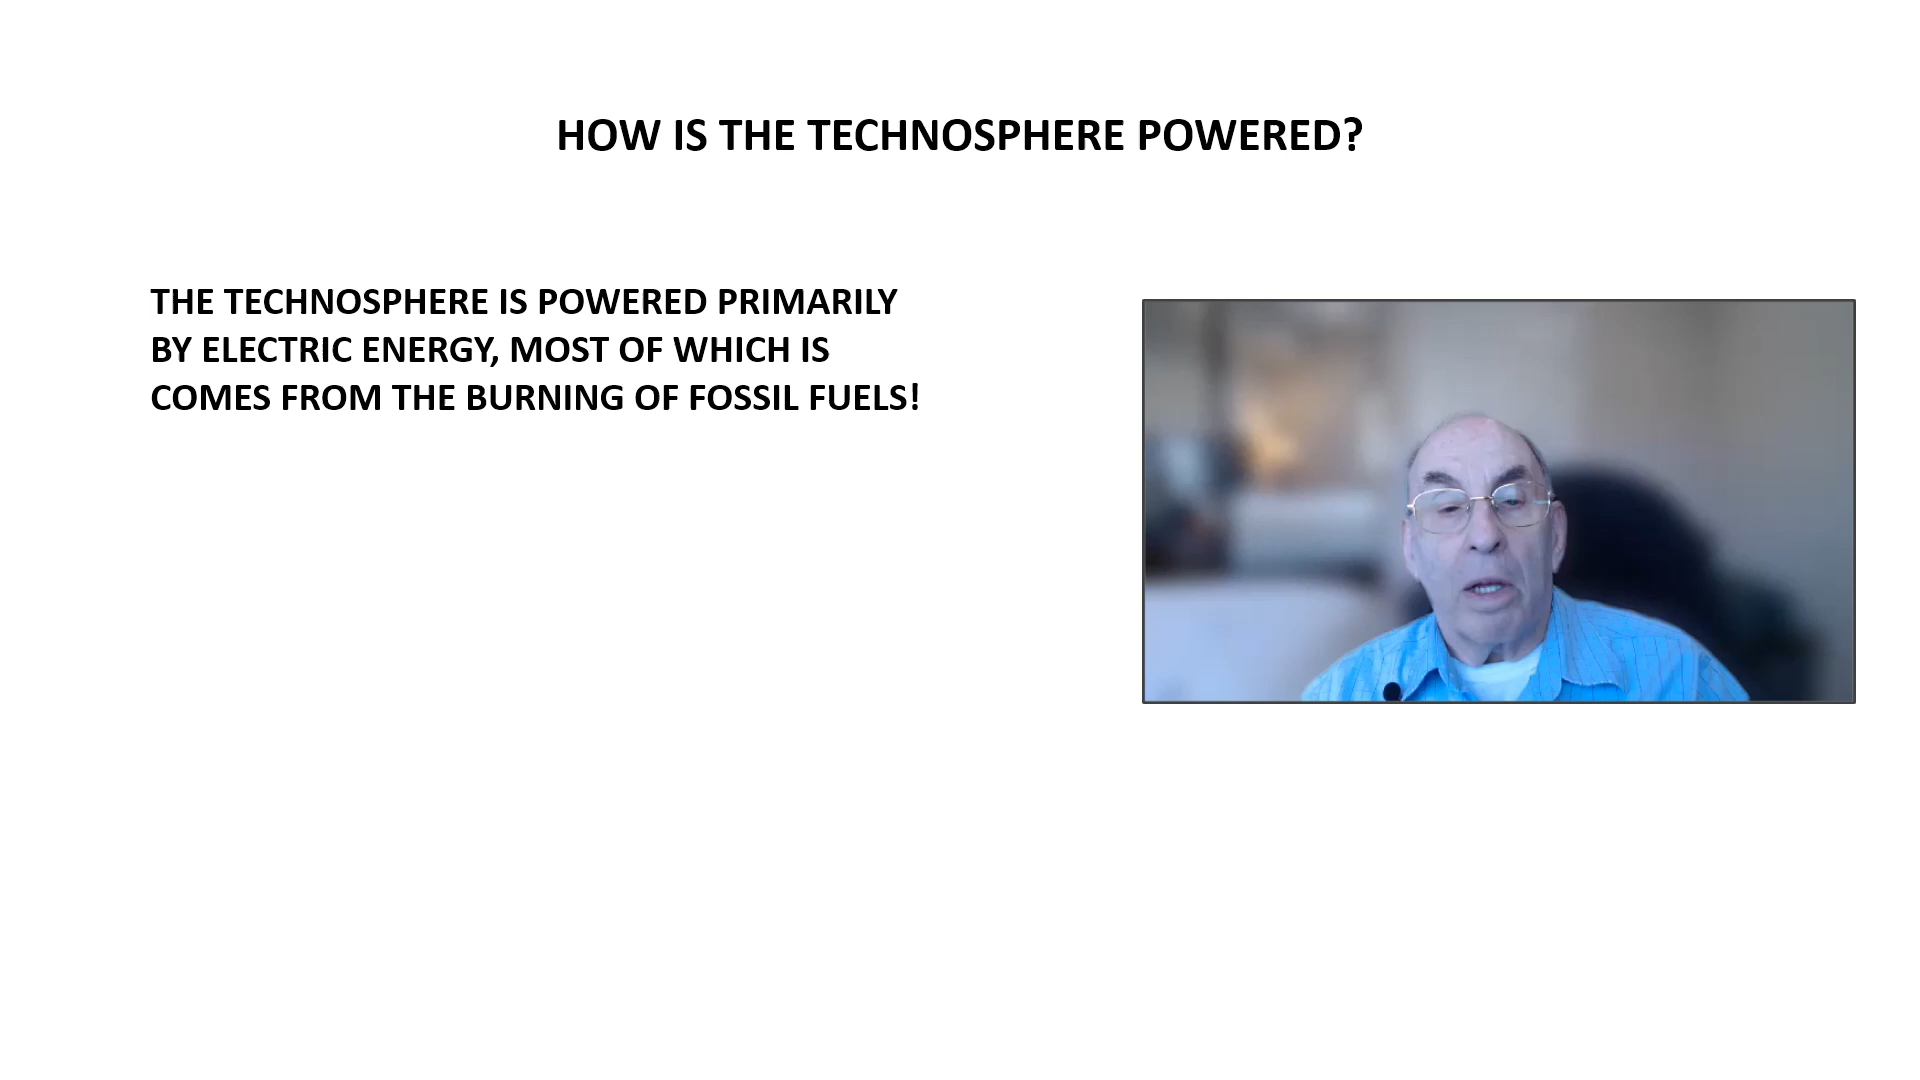 HOW IS THE TECHNOSPHERE POWERED?
THE TECHNOSPHERE IS POWERED PRIMARILY
BY ELECTRIC ENERGY, MOST OF WHICH IS
COMES FROM THE BURNING OF FOSSIL FUELS!